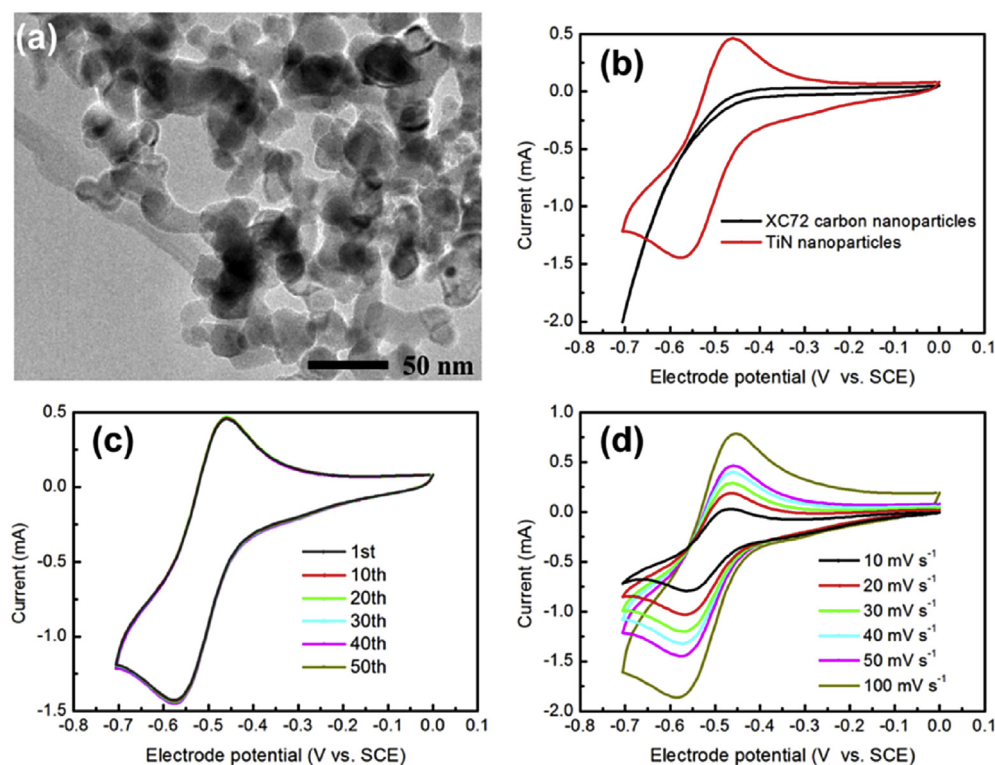 (a)
50 nm
(b)
0.5
0.0
-0.5
-1.0
-1.5
-2.0
Current (mA)
XC72 carbon nanoparticles
TiN nanoparticles
-0.8 -0.7 -0.6 -0.5 -0.4 -0.3 -0.2 -0.1 0.0 0.1
Electrode potential (V vs. SCE)
(c)
0.5
0.0
-0.5
-1.0
-1.5
Current (mA)
1st
10th
20th
30th
40th
50th
-0.8 -0.7 -0.6 -0.5 -0.4 -0.3 -0.2 -0.1 0.0 0.1
Electrode potential (V vs. SCE)
(d)
1.0
0.5
0.0
-0.5
-1.0
-1.5
-2.0
Current (mA)
10 mV s⁻¹
20 mV s⁻¹
30 mV s⁻¹
40 mV s⁻¹
50 mV s⁻¹
100 mV s⁻¹
-0.8 -0.7 -0.6 -0.5 -0.4 -0.3 -0.2 -0.1 0.0 0.1
Electrode potential (V vs. SCE)